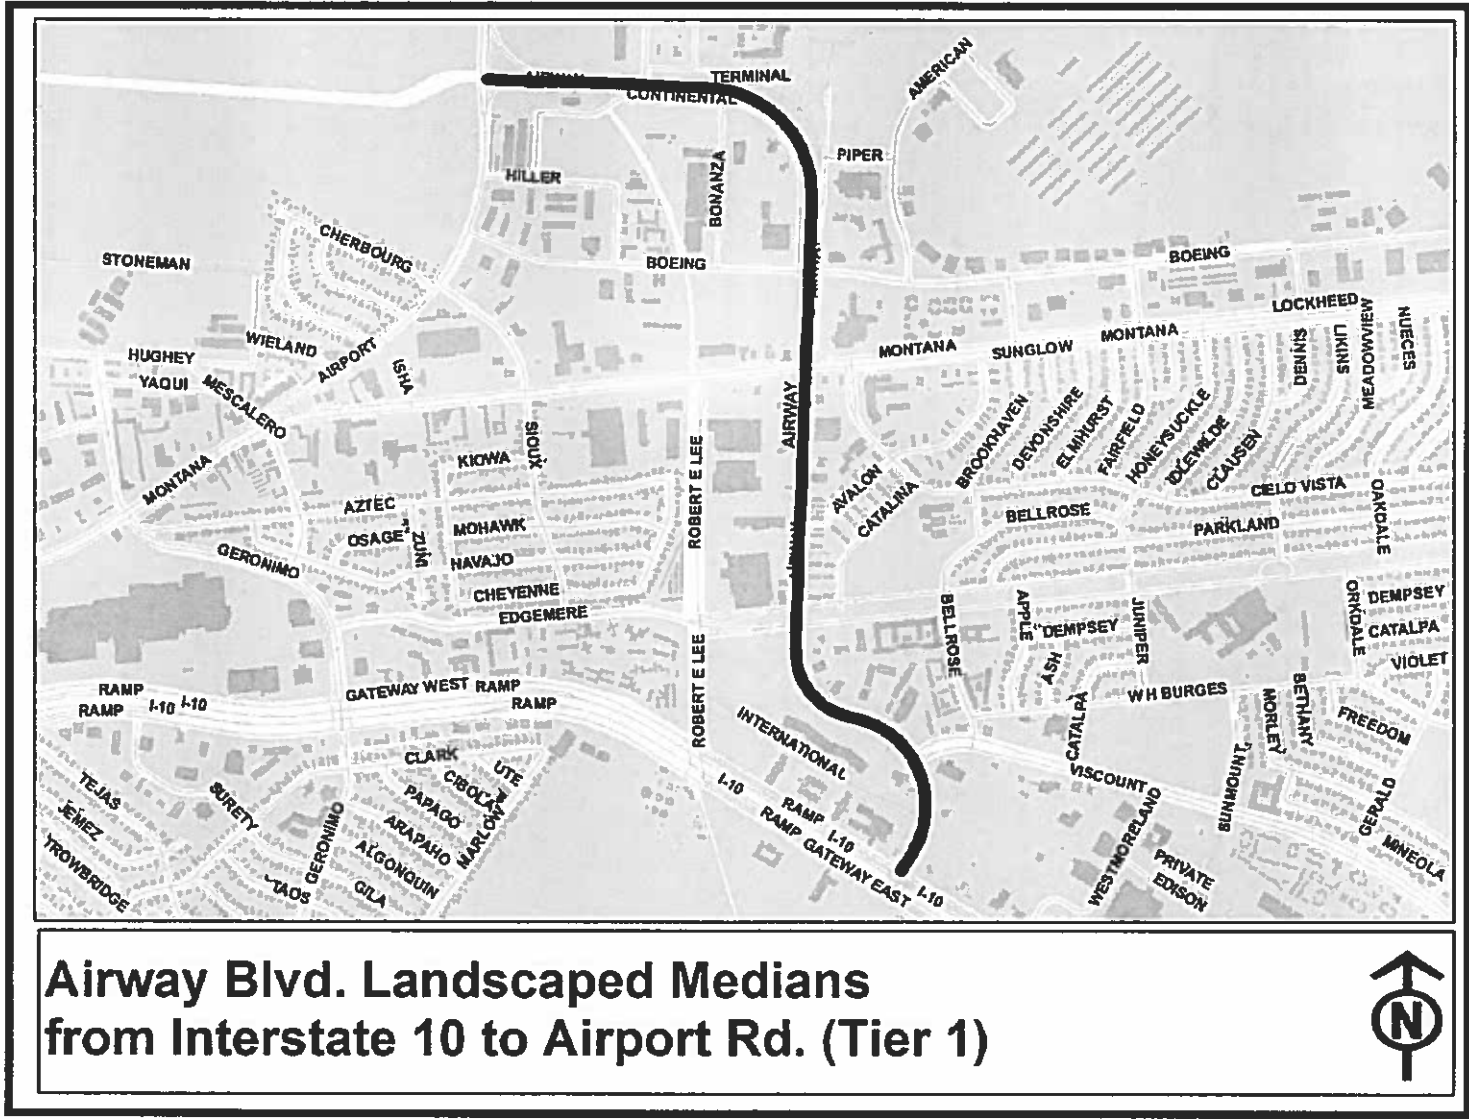 AIRWAY
TERMINAL
CONTINENTAL
AMERICAN
PIPER
HILLER
BONANZA
CHERBOURG
STONEMAN
BOEING
BOEING
LOCKHEED
WIELAND
HUGHEY
YAQUI
MESCALERO
AIRPORT
ISHA
MONTANA
SUNGLOW
MONTANA
DENNIS
LIKINS
MEADOWVIEW
NUECES
AIRWAY
SIOUX
KIOWA
MONTANA
ROBERT E LEE
AVALON
CATALINA
BROOKHAVEN
DEVONSHIRE
ELMHURST
FAIRFIELD
HONEYSUCKLE
IDLEWILDE
CLAUSEN
CIELO VISTA
OAKDALE
AZTEC
OSAGE
ZUNI
MOHAWK
NAVAJO
GERONIMO
CHEYENNE
EDGEMERE
BELLROSE
PARKLAND
BELLROSE
APPLE
DEMPSEY
JUNIPER
ASH
ORKDALE
DEMPSEY
CATALPA
VIOLET
RAMP
RAMP
I-10
I-10
GATEWAY WEST
RAMP
RAMP
ROBERT E LEE
W H BURGES
CATALPA
MORLEY
BETHANY
FREEDOM
INTERNATIONAL
CLARK
CIBOLA
UTE
PAPAGO
ARAPAHO
MARLOW
ALGONQUIN
GILA
TAOS
GERONIMO
SURETY
TEJAS
JEMEZ
TROWBRIDGE
I-10
RAMP
RAMP
I-10
GATEWAY EAST
I-10
VISCOUNT
SUNMOUNT
WESTMORELAND
PRIVATE
EDISON
GERALD
MINEOLA
Airway Blvd. Landscaped Medians
from Interstate 10 to Airport Rd. (Tier 1)
N